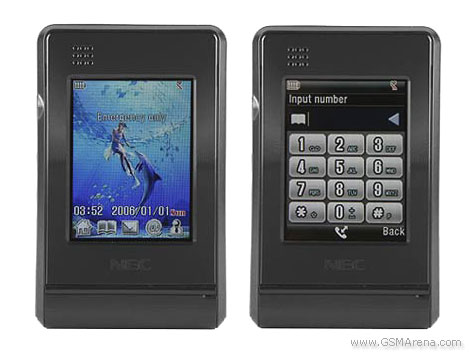 Emergency only
03:52 2006/01/01 Sun
NEC
Input number
1 2 ABC 3 DEF
4 GHI 5 JKL 6 MNO
7 PQRS 8 TUV 9 WXYZ
* 0 #
Back
NEC
www.GSMArena.com